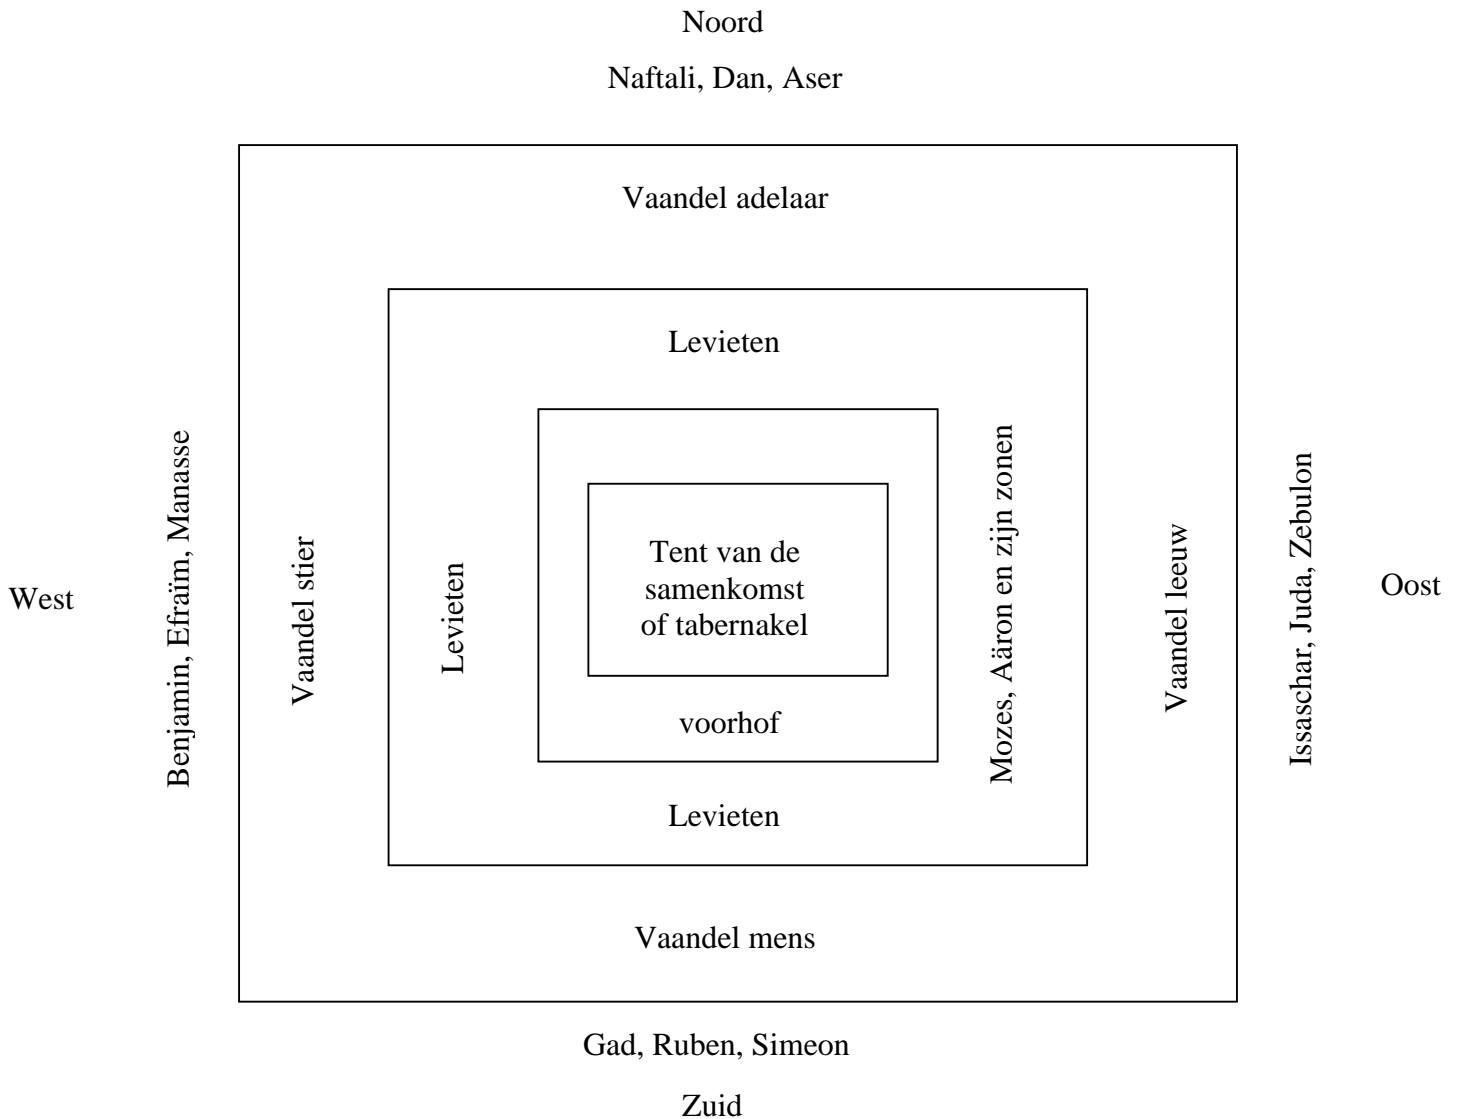 Noord
Naftali, Dan, Aser
Vaandel adelaar
Levieten
West
Benjamin, Efraïm, Manasse
Vaandel stier
Levieten
Tent van de
samenkomst
of tabernakel
voorhof
Mozes, Aäron en zijn zonen
Vaandel leeuw
Issaschar, Juda, Zebulon
Oost
Levieten
Vaandel mens
Gad, Ruben, Simeon
Zuid